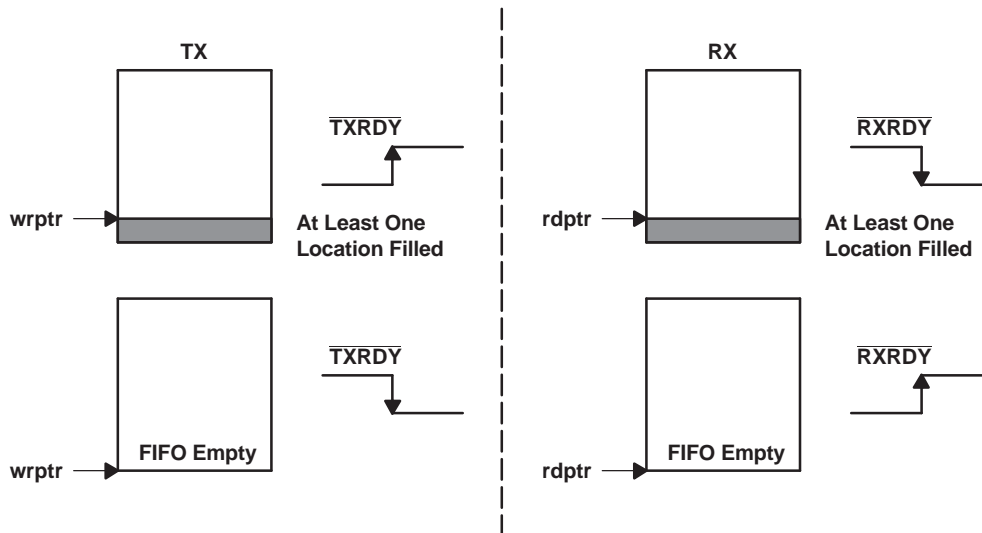 TX
TXRDY
wrptr
At Least One
Location Filled
TXRDY
FIFO Empty
wrptr
RX
RXRDY
rdptr
At Least One
Location Filled
RXRDY
FIFO Empty
rdptr